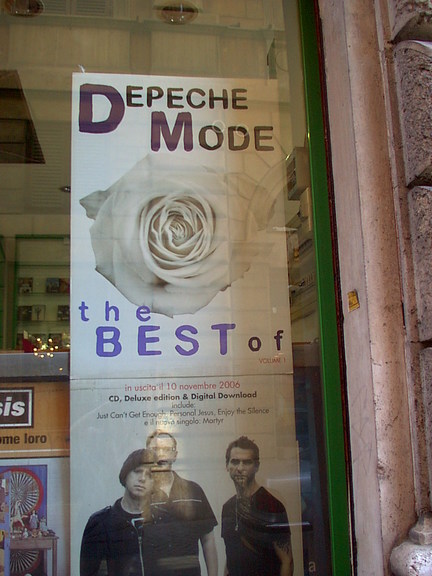 DEPECHE
MODE
the
BEST of
VOLUME 1
in uscita il 10 novembre 2006
CD, Deluxe edition & Digital Download
include
Just Can't Get Enough, Personal Jesus, Enjoy the Silence
e il nuovo singolo: Martyr
sis
ome loro
a